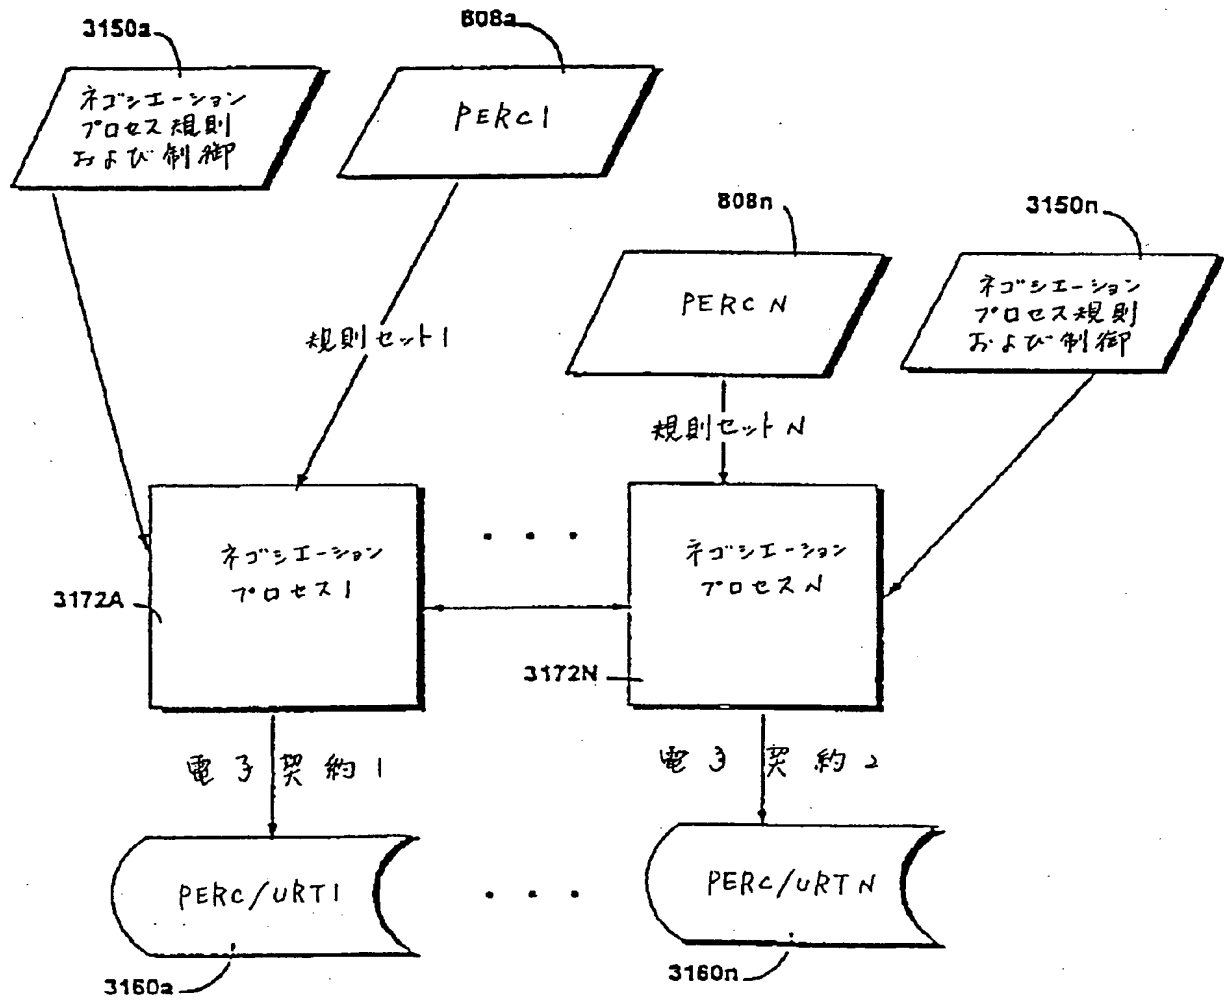 3150a
808a
ネゴシエーション
プロセス規則
および制御
PERC1
808n
3150n
PERC N
ネゴシエーション
プロセス規則
および制御
規則セット1
規則セットN
ネゴシエーション
プロセス1
ネゴシエーション
プロセスN
3172A
3172N
電子契約1
電子契約2
PERC/URT1
PERC/URTN
3160a
3160n